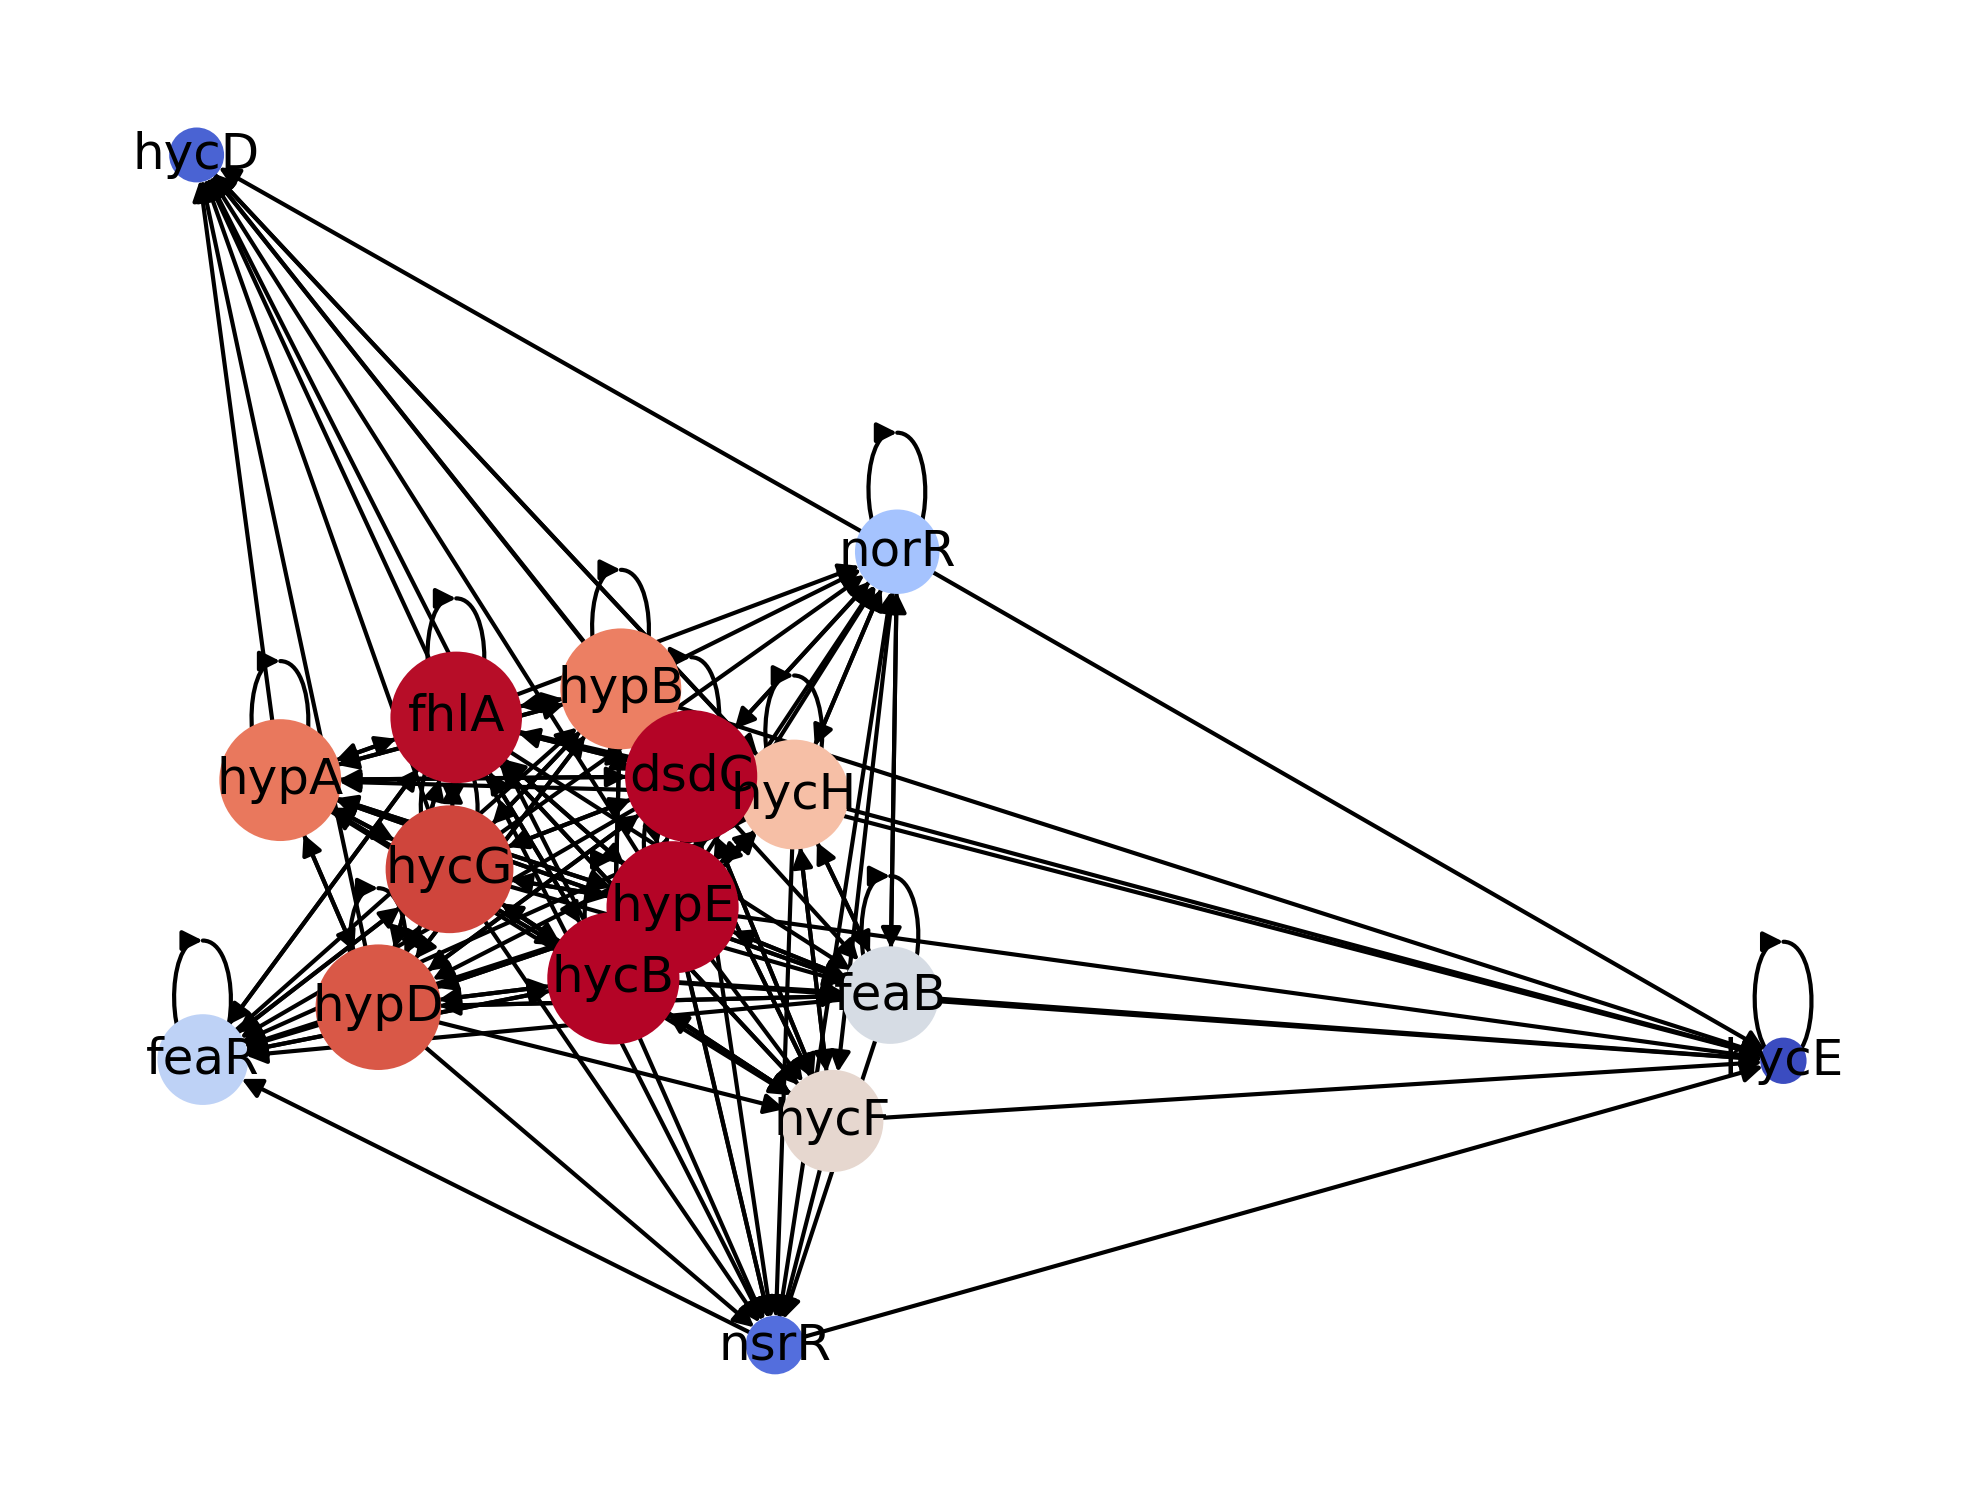 hycD
norR
hypB
fhlA
dsdC
hypA
hycH
hycG
hypE
hycB
feaB
hypD
feaR
hycE
hycF
nsrR